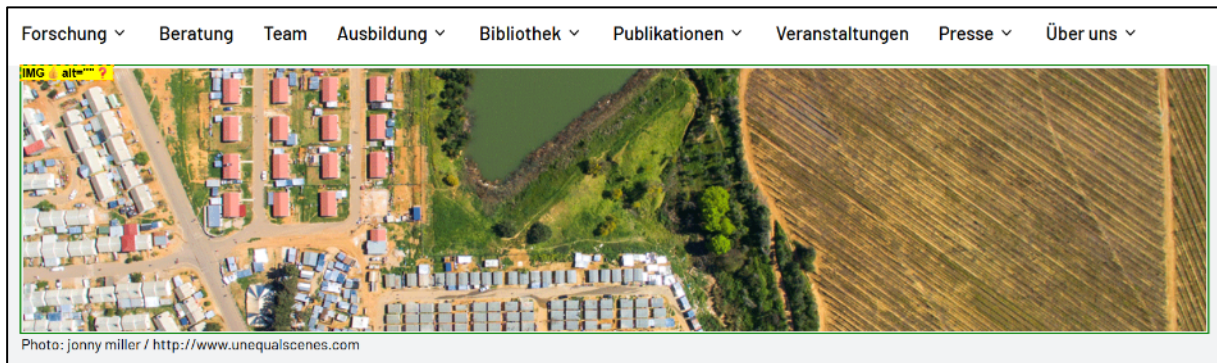 Forschung Beratung Team Ausbildung Bibliothek Publikationen Veranstaltungen Presse Über uns
IMG alt="" ?
Photo: jonny miller / http://www.unequalscenes.com